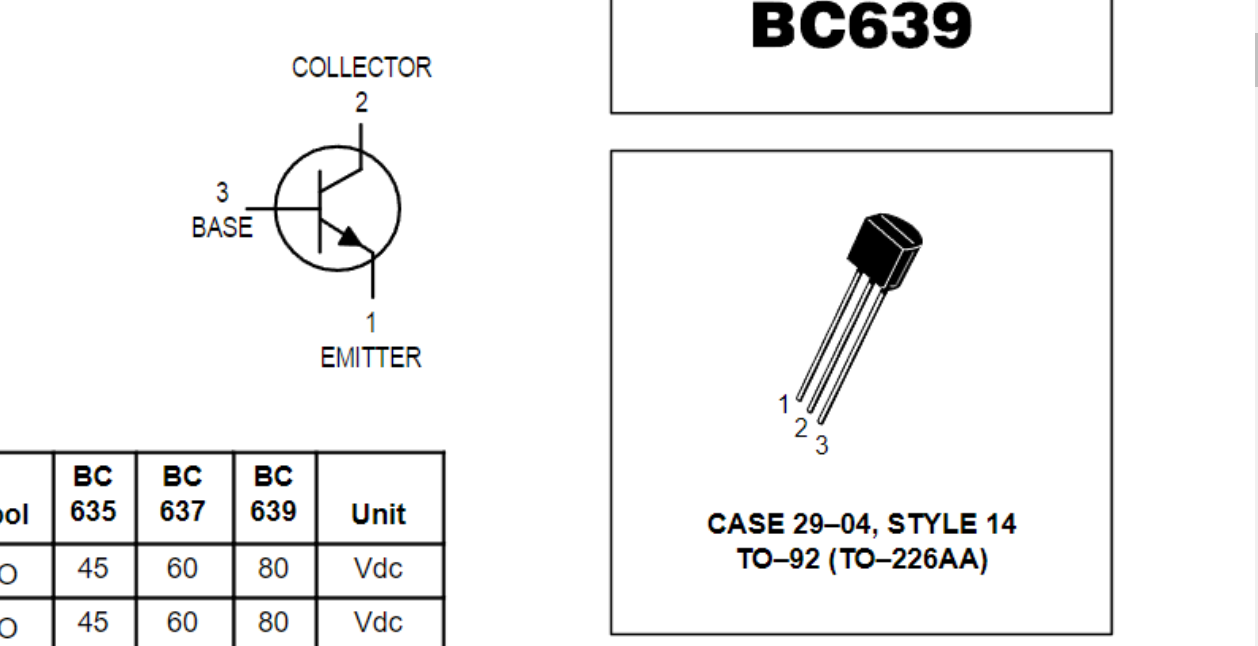 BC639
COLLECTOR
2
3
BASE
1
EMITTER
1
2
3
CASE 29–04, STYLE 14
TO–92 (TO–226AA)
BC 635 BC 637 BC 639 Unit
45 60 80 Vdc
45 60 80 Vdc